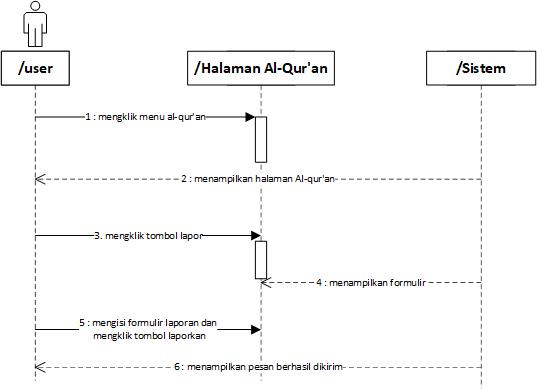 /user
/Halaman Al-Qur'an
/Sistem
1 : mengklik menu al-qur'an
2 : menampilkan halaman Al-qur'an
3. mengklik tombol lapor
4 : menampilkan formulir
5 : mengisi formulir laporan dan
mengklik tombol laporkan
6 : menampilkan pesan berhasil dikirim